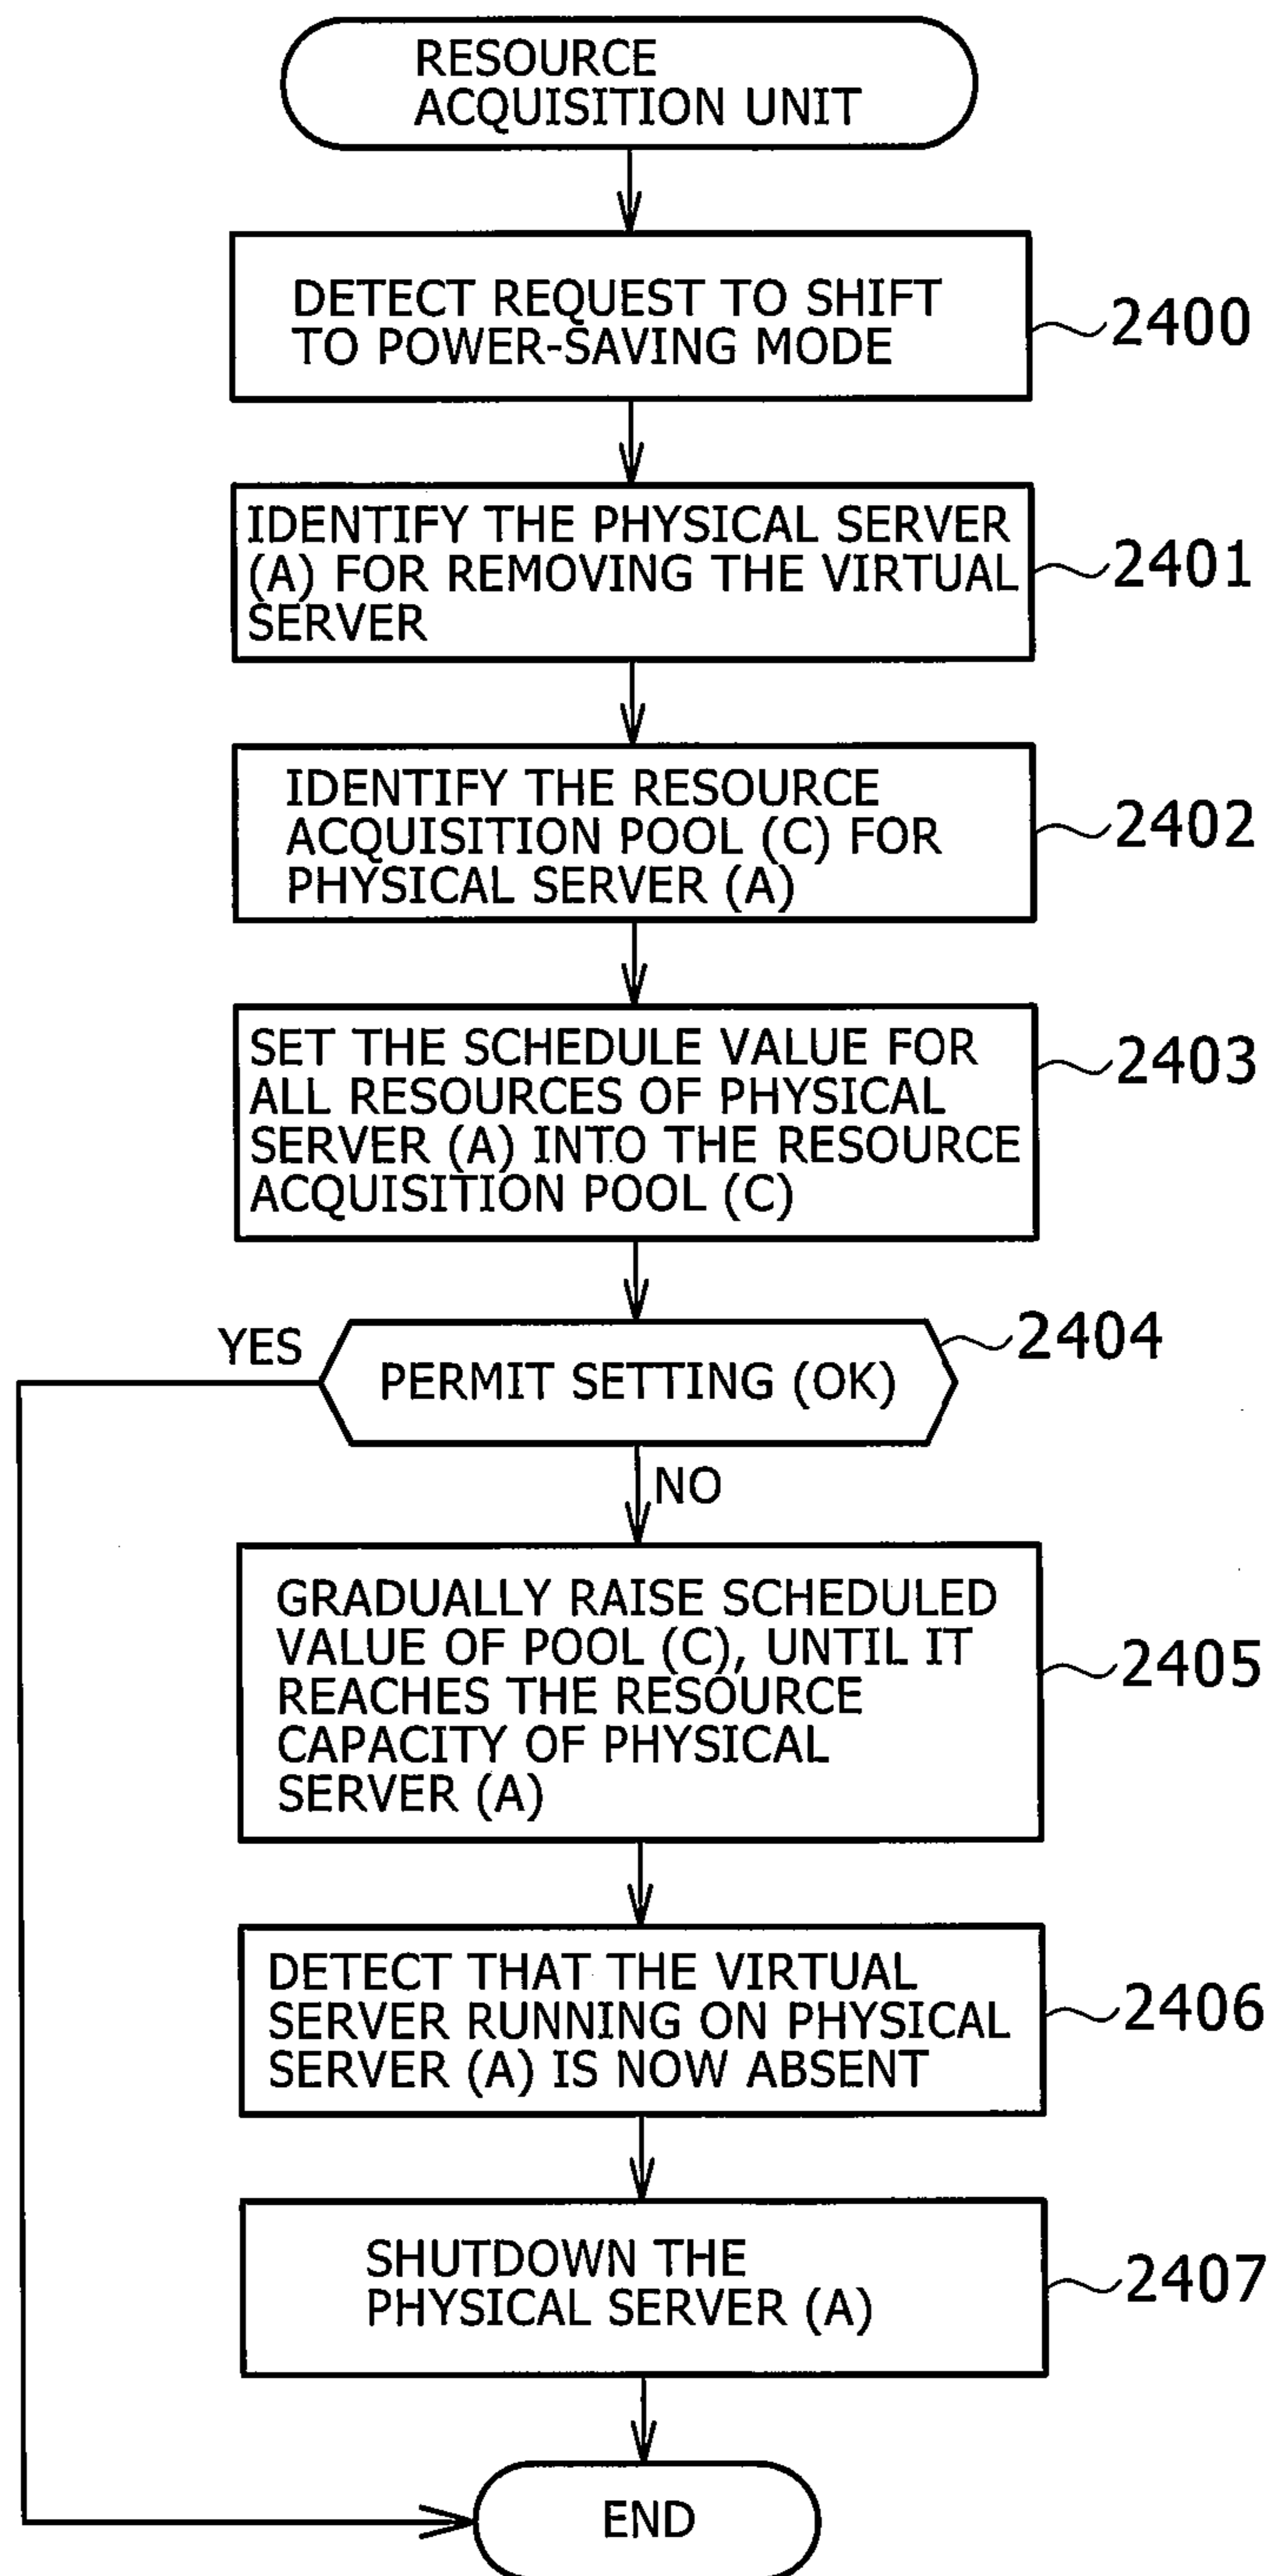 RESOURCE
ACQUISITION UNIT
DETECT REQUEST TO SHIFT
TO POWER-SAVING MODE
2400
IDENTIFY THE PHYSICAL SERVER
(A) FOR REMOVING THE VIRTUAL
SERVER
2401
IDENTIFY THE RESOURCE
ACQUISITION POOL (C) FOR
PHYSICAL SERVER (A)
2402
SET THE SCHEDULE VALUE FOR
ALL RESOURCES OF PHYSICAL
SERVER (A) INTO THE RESOURCE
ACQUISITION POOL (C)
2403
YES
PERMIT SETTING (OK)
2404
NO
GRADUALLY RAISE SCHEDULED
VALUE OF POOL (C), UNTIL IT
REACHES THE RESOURCE
CAPACITY OF PHYSICAL
SERVER (A)
2405
DETECT THAT THE VIRTUAL
SERVER RUNNING ON PHYSICAL
SERVER (A) IS NOW ABSENT
2406
SHUTDOWN THE
PHYSICAL SERVER (A)
2407
END